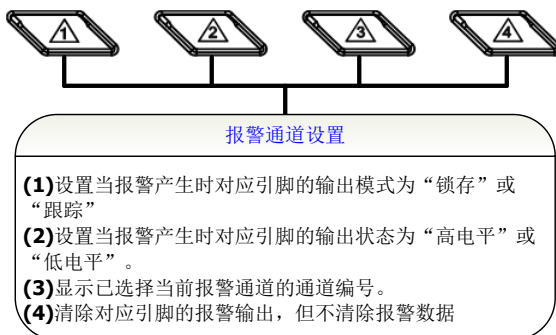 1 2 3 4
报警通道设置
(1)设置当报警产生时对应引脚的输出模式为“锁存”或
“跟踪”
(2)设置当报警产生时对应引脚的输出状态为“高电平”或
“低电平”。
(3)显示已选择当前报警通道的通道编号。
(4)清除对应引脚的报警输出，但不清除报警数据